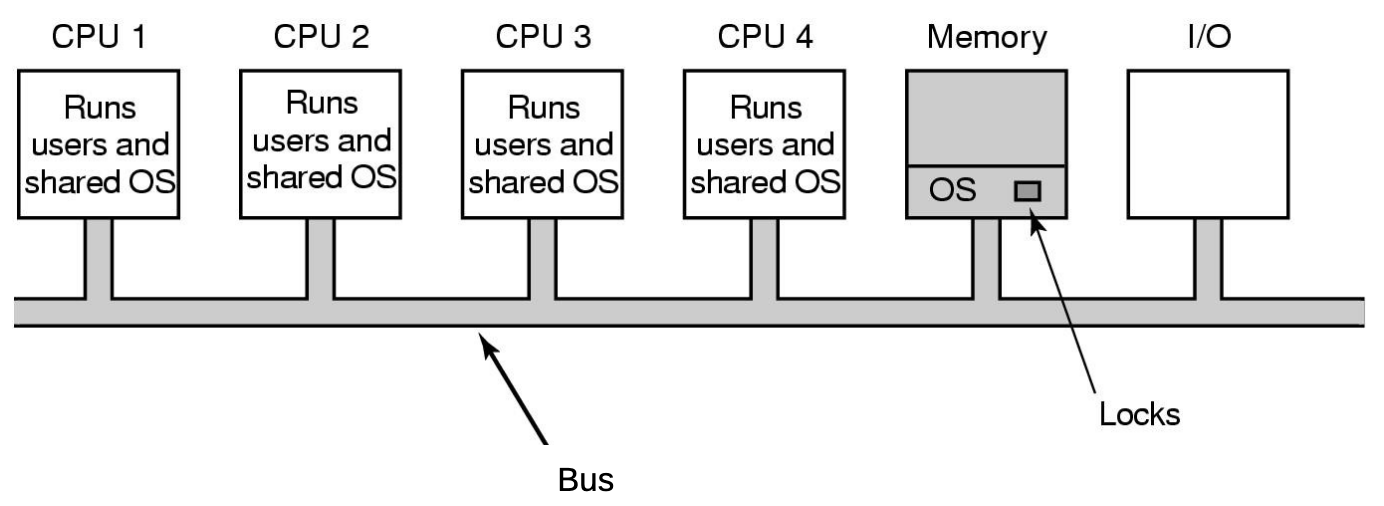 CPU 1
CPU 2
CPU 3
CPU 4
Memory
I/O
Runs
users and
shared OS
Runs
users and
shared OS
Runs
users and
shared OS
Runs
users and
shared OS
OS
Locks
Bus